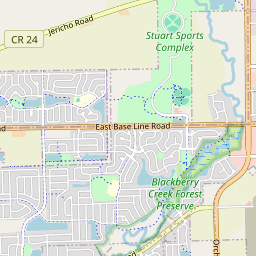 Jericho Road
CR 24
Stuart Sports
Complex
East Base Line Road
Blackberry
Creek Forest
Preserve